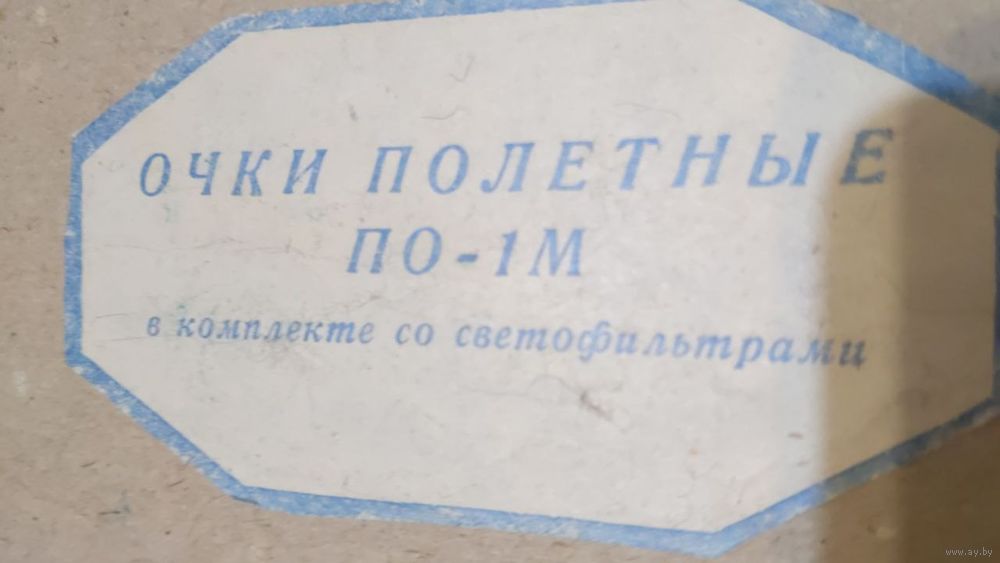 ОЧКИ ПОЛЕТНЫЕ
ПО-1М
в комплекте со светофильтрами
www.ay.by